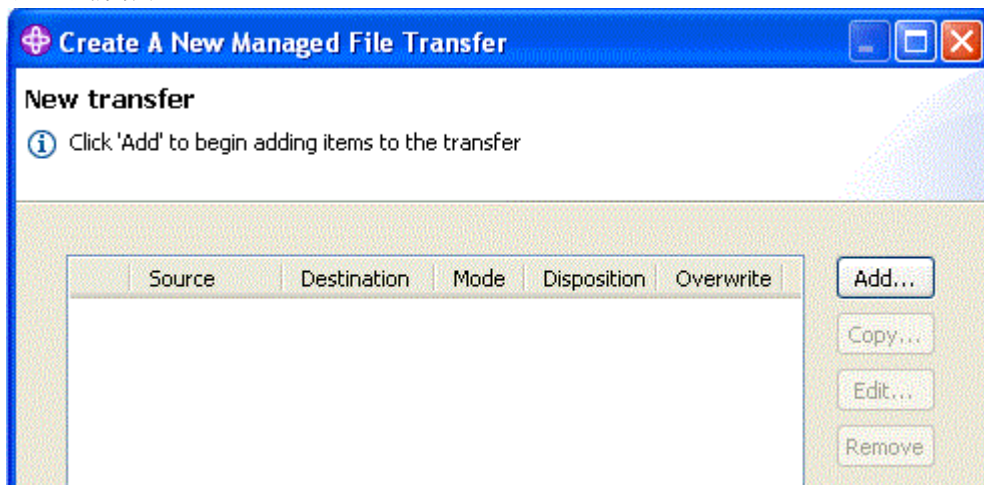 Create A New Managed File Transfer
New transfer
Click 'Add' to begin adding items to the transfer
Source Destination Mode Disposition Overwrite
Add...
Copy...
Edit...
Remove